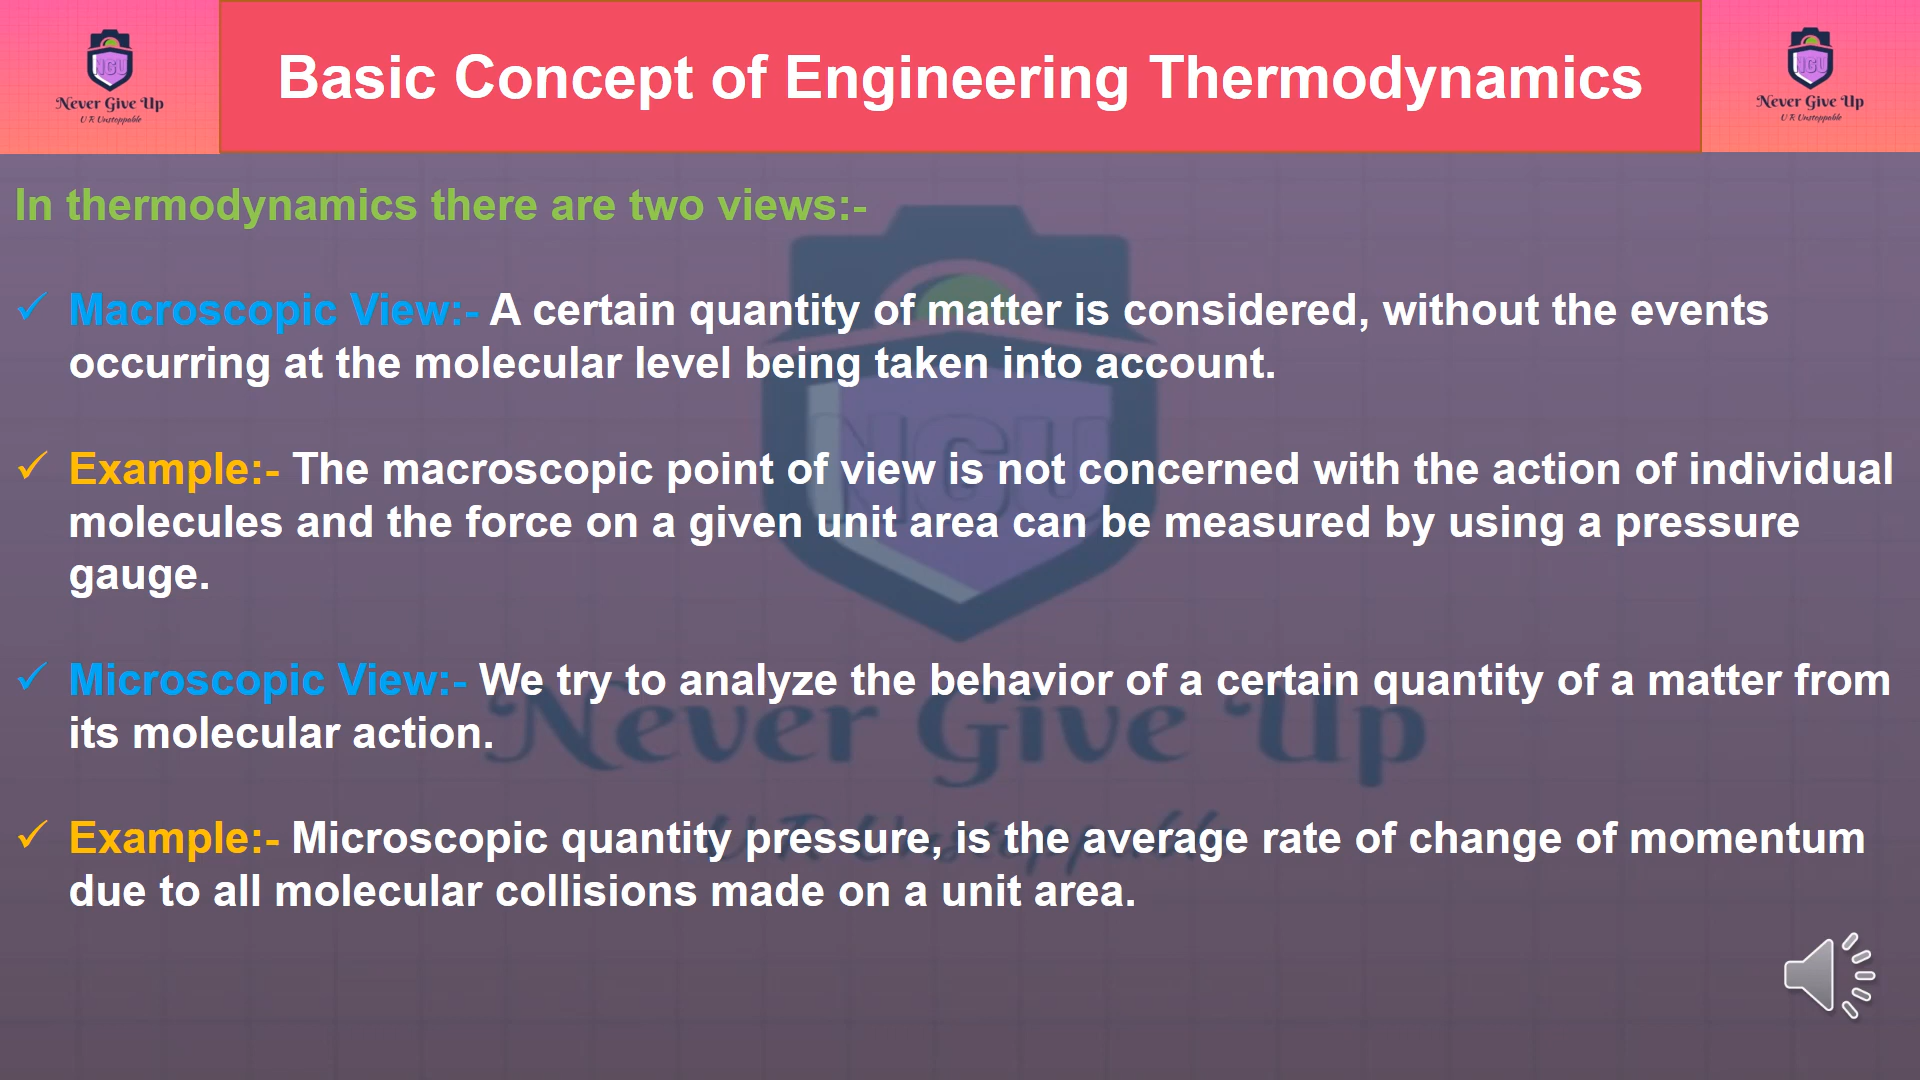 NGU
Never Give Up
U R Unstoppable
Basic Concept of Engineering Thermodynamics
NGU
Never Give Up
U R Unstoppable
In thermodynamics there are two views:-
✓ Macroscopic View:- A certain quantity of matter is considered, without the events
occurring at the molecular level being taken into account.
✓ Example:- The macroscopic point of view is not concerned with the action of individual
molecules and the force on a given unit area can be measured by using a pressure
gauge.
✓ Microscopic View:- We try to analyze the behavior of a certain quantity of a matter from
its molecular action.
✓ Example:- Microscopic quantity pressure, is the average rate of change of momentum
due to all molecular collisions made on a unit area.
NGU
Never Give Up
U R Unstoppable